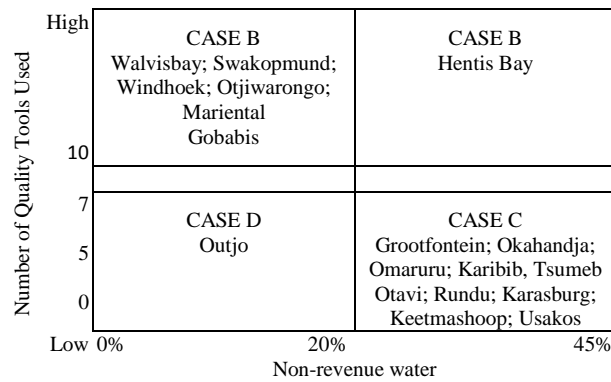 High
Number of Quality Tools Used
10
7
5
0
CASE B
Walvisbay; Swakopmund;
Windhoek; Otjiwarongo;
Mariental
Gobabis
CASE B
Hentis Bay
CASE D
Outjo
CASE C
Grootfontein; Okahandja;
Omaruru; Karibib, Tsumeb
Otavi; Rundu; Karasburg;
Keetmashoop; Usakos
Low 0%
20%
45%
Non-revenue water